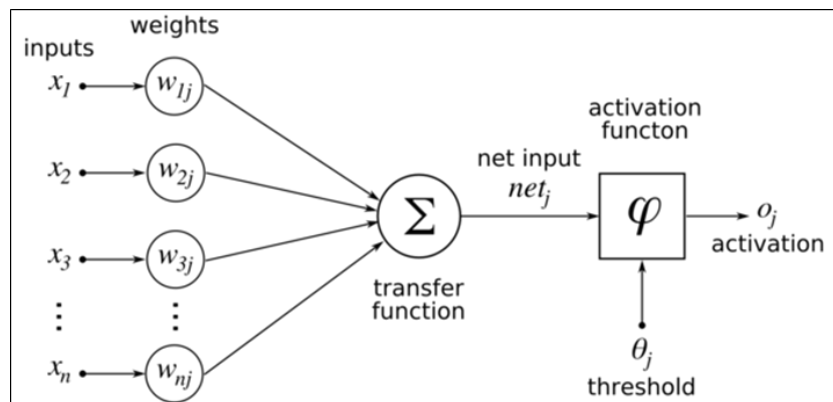 weights
inputs
x₁
w₁ⱼ
x₂
w₂ⱼ
x₃
w₃ⱼ
⋮
⋮
xₙ
wₙⱼ
Σ
transfer
function
net input
netⱼ
activation
functon
φ
oⱼ
activation
θⱼ
threshold